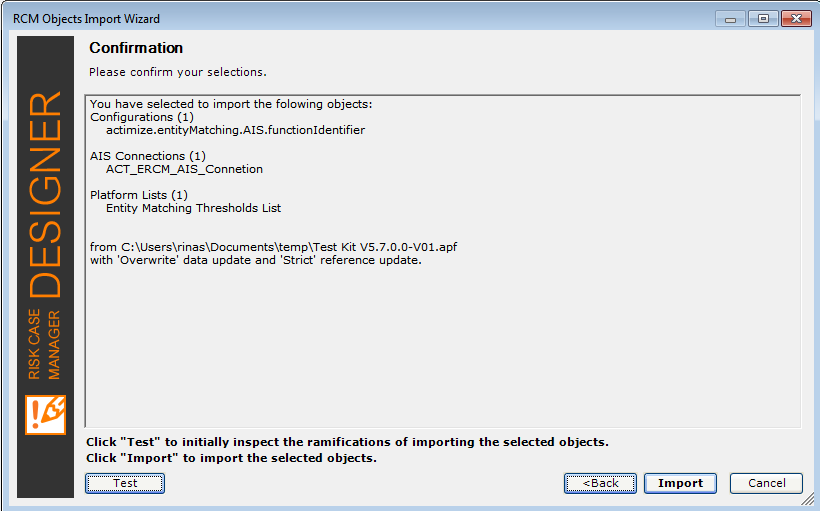 RCM Objects Import Wizard
RISK CASE
MANAGER
DESIGNER
Confirmation
Please confirm your selections.
You have selected to import the folowing objects:
Configurations (1)
actimize.entityMatching.AIS.functionIdentifier
AIS Connections (1)
ACT_ERCM_AIS_Connetion
Platform Lists (1)
Entity Matching Thresholds List
from C:\Users\rinas\Documents\temp\Test Kit V5.7.0.0-V01.apf
with 'Overwrite' data update and 'Strict' reference update.
Click "Test" to initially inspect the ramifications of importing the selected objects.
Click "Import" to import the selected objects.
Test
<Back
Import
Cancel